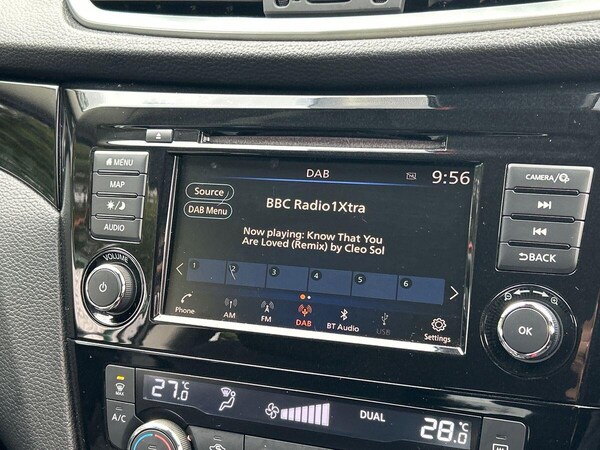 DAB
9:56
Source
DAB Menu
BBC Radio1Xtra
Now playing: Know That You
Are Loved (Remix) by Cleo Sol
1 2 3 4 5 6
Phone AM FM DAB BT Audio USB Settings
MENU
MAP
AUDIO
VOLUME
CAMERA/
BACK
OK
MAX
A/C
27.0°C
DUAL
28.0°C